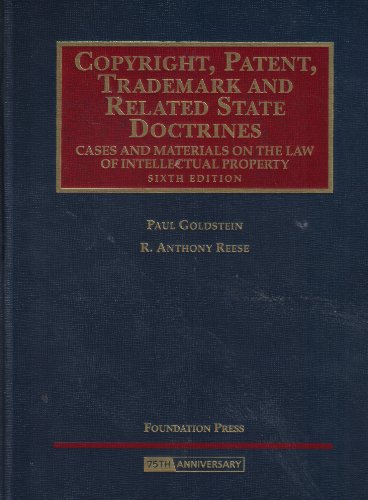 COPYRIGHT, PATENT,
TRADEMARK AND
RELATED STATE
DOCTRINES
CASES AND MATERIALS ON THE LAW
OF INTELLECTUAL PROPERTY
SIXTH EDITION
PAUL GOLDSTEIN
R. ANTHONY REESE
FOUNDATION PRESS
75TH ANNIVERSARY